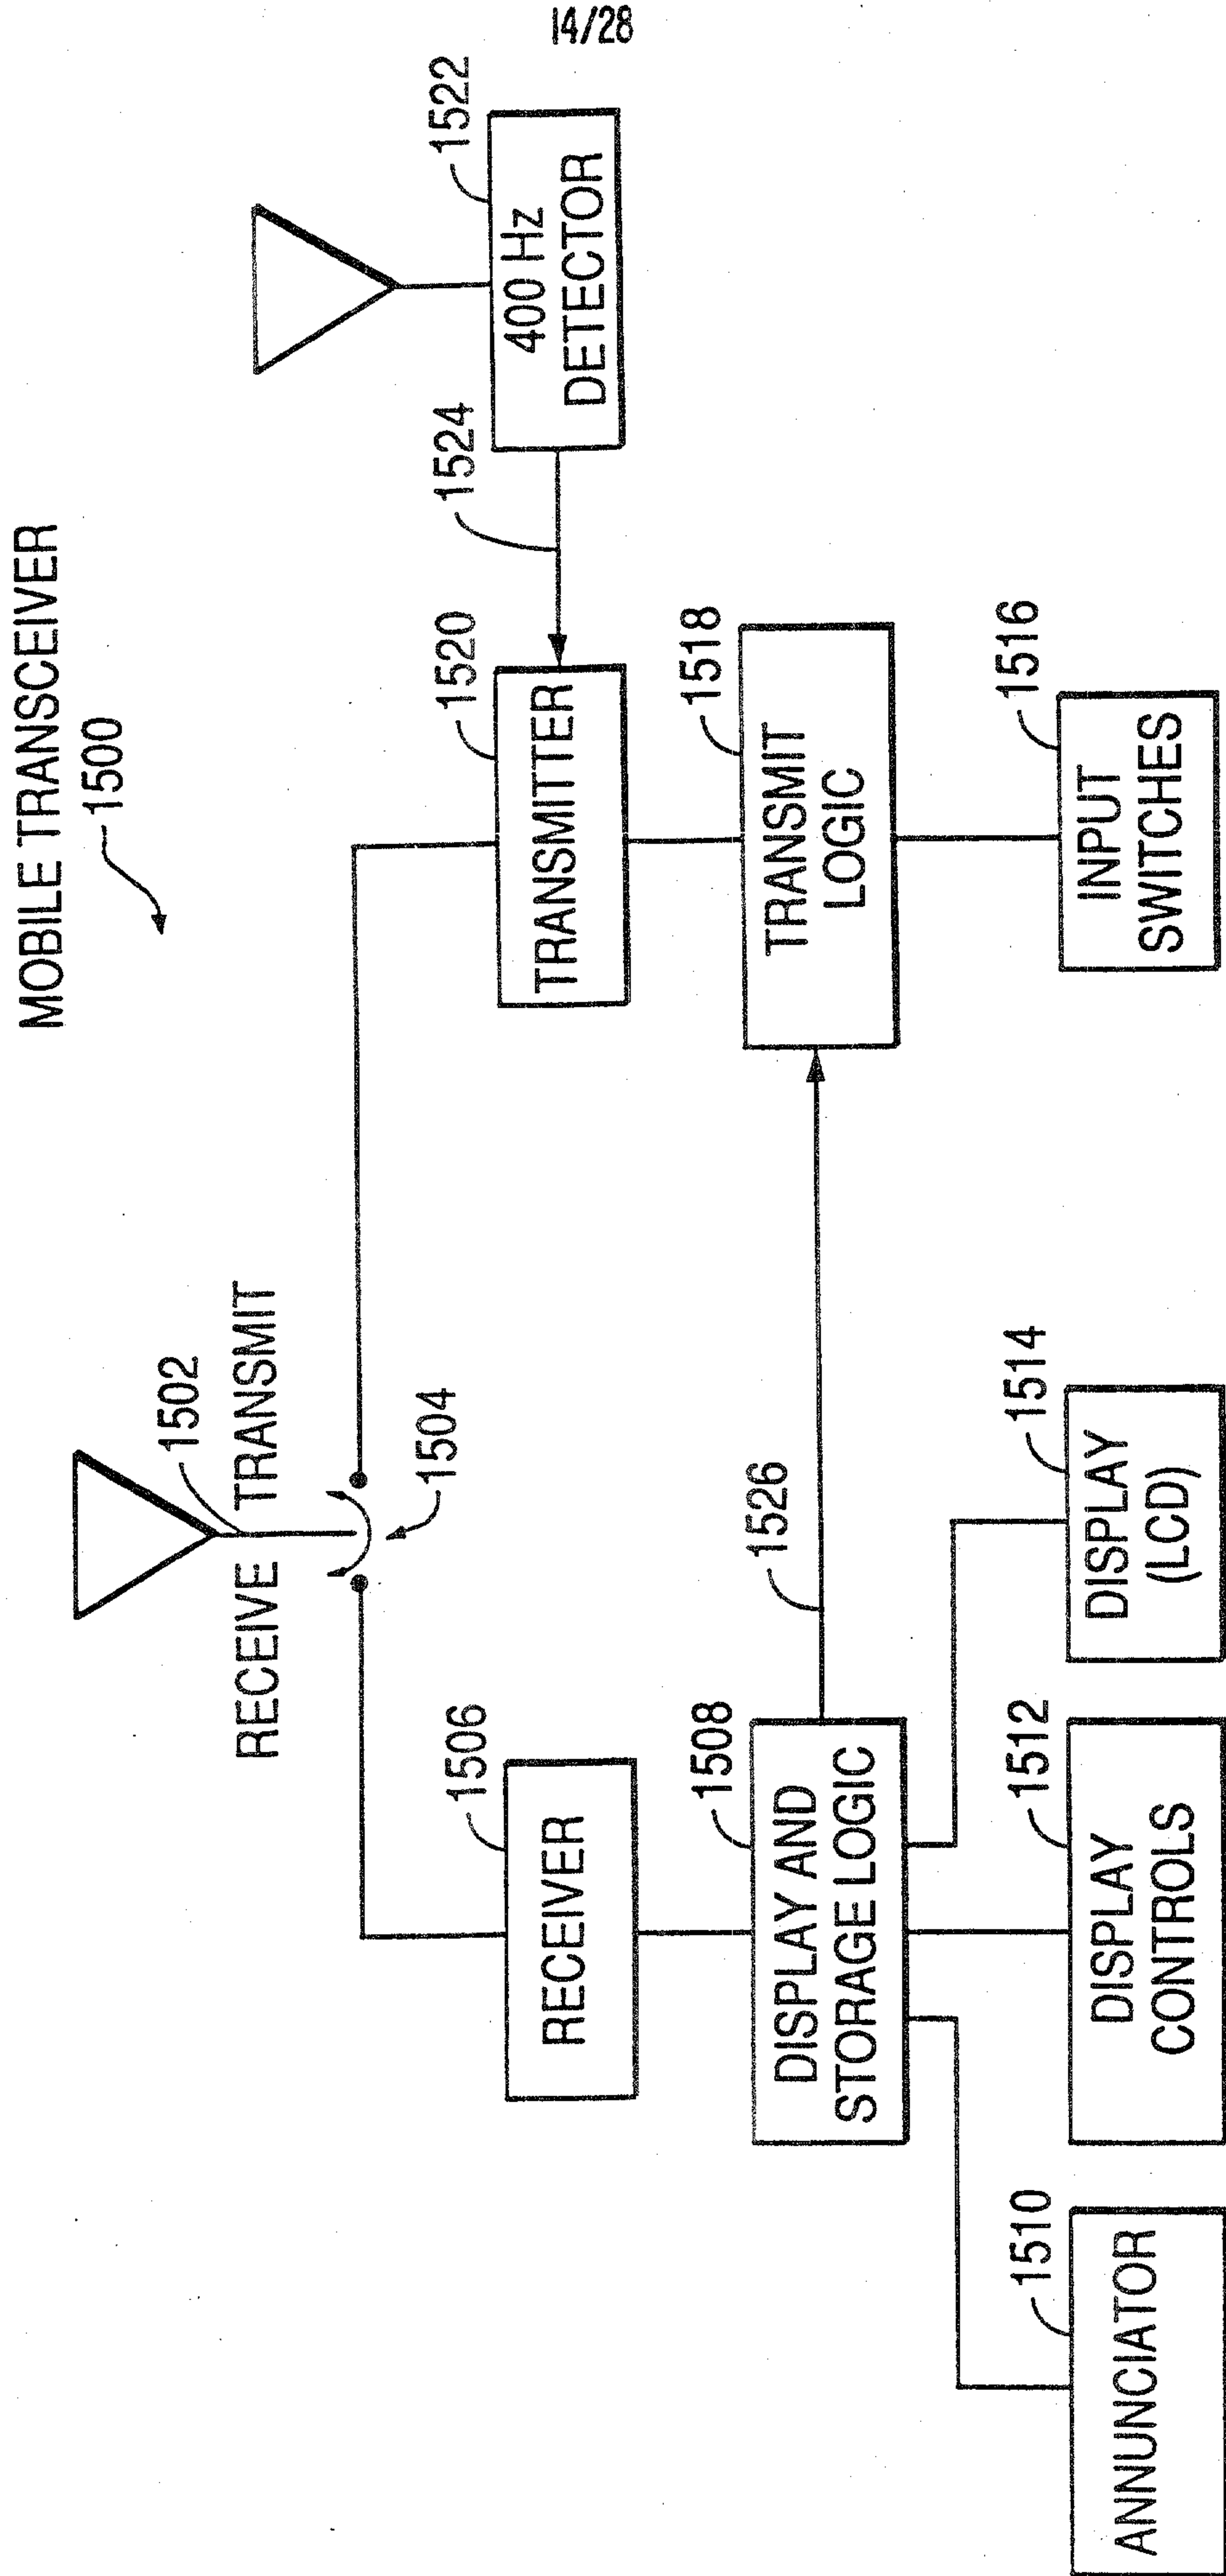 14/28
MOBILE TRANSCEIVER
1500
1502
RECEIVE TRANSMIT
1504
1506
RECEIVER
1520
TRANSMITTER
1524
1522
400 Hz
DETECTOR
1508
DISPLAY AND
STORAGE LOGIC
1526
1518
TRANSMIT
LOGIC
1510
ANNUNCIATOR
1512
DISPLAY
CONTROLS
1514
DISPLAY
(LCD)
1516
INPUT
SWITCHES